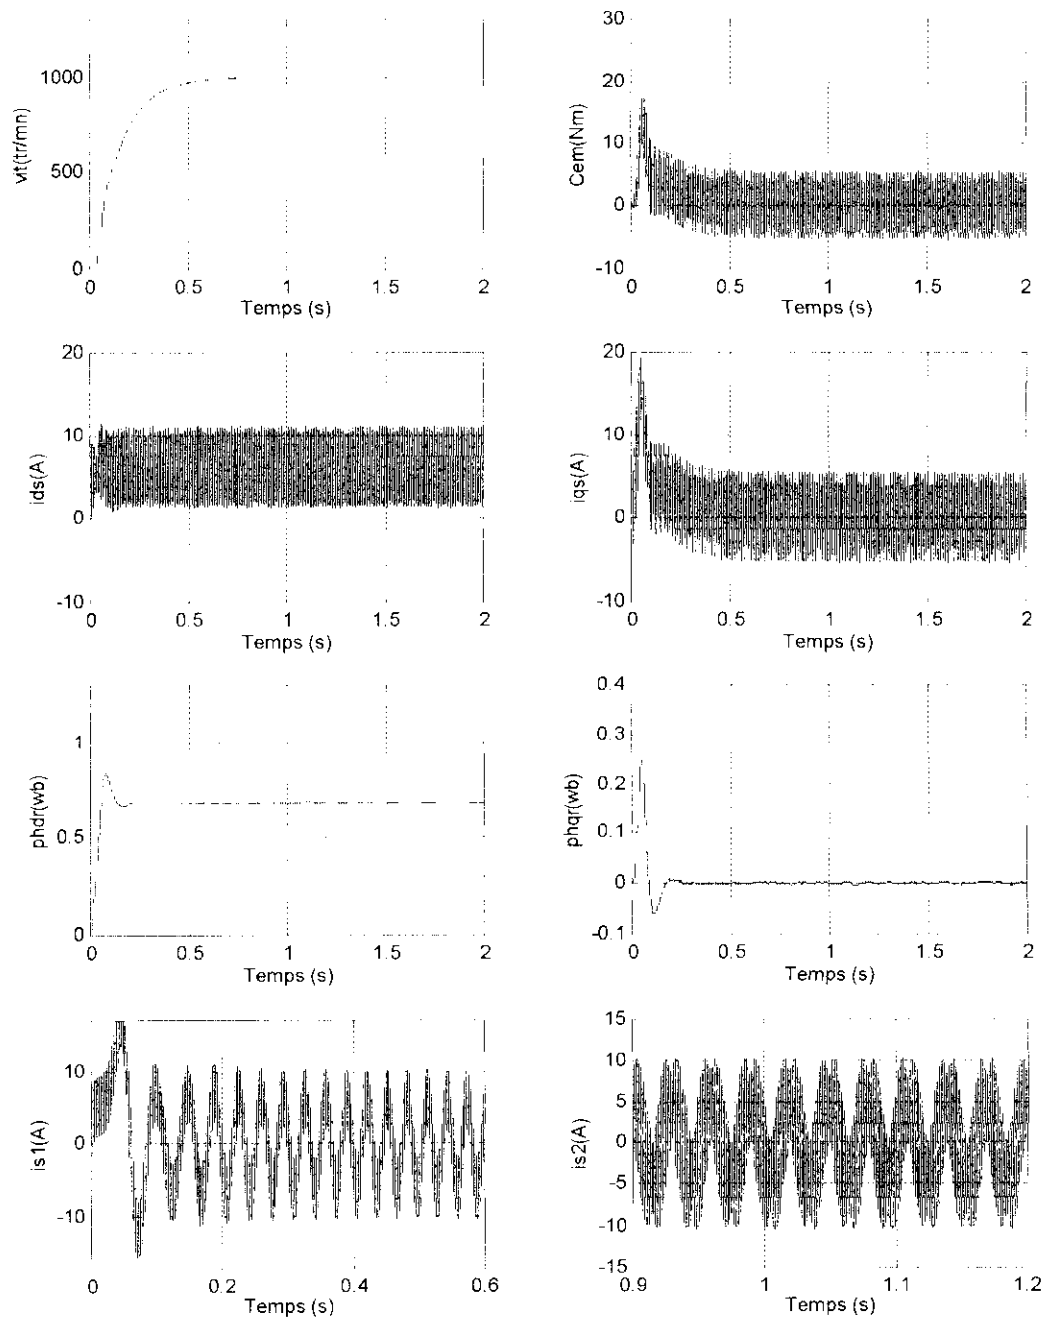 vit(tr/mn)
1000
500
0
0 0.5 1 1.5 2
Temps (s)
Cem(Nm)
30
20
10
0
-10
0 0.5 1 1.5 2
Temps (s)
ids(A)
20
10
0
-10
0 0.5 1 1.5 2
Temps (s)
iqs(A)
20
10
0
-10
0 0.5 1 1.5 2
Temps (s)
phdr(wb)
1
0.5
0
0 0.5 1 1.5 2
Temps (s)
phqr(wb)
0.4
0.3
0.2
0.1
0
-0.1
0 0.5 1 1.5 2
Temps (s)
is1(A)
10
0
-10
0 0.2 0.4 0.6
Temps (s)
is2(A)
15
10
5
0
-5
-10
-15
0.9 1 1.1 1.2
Temps (s)